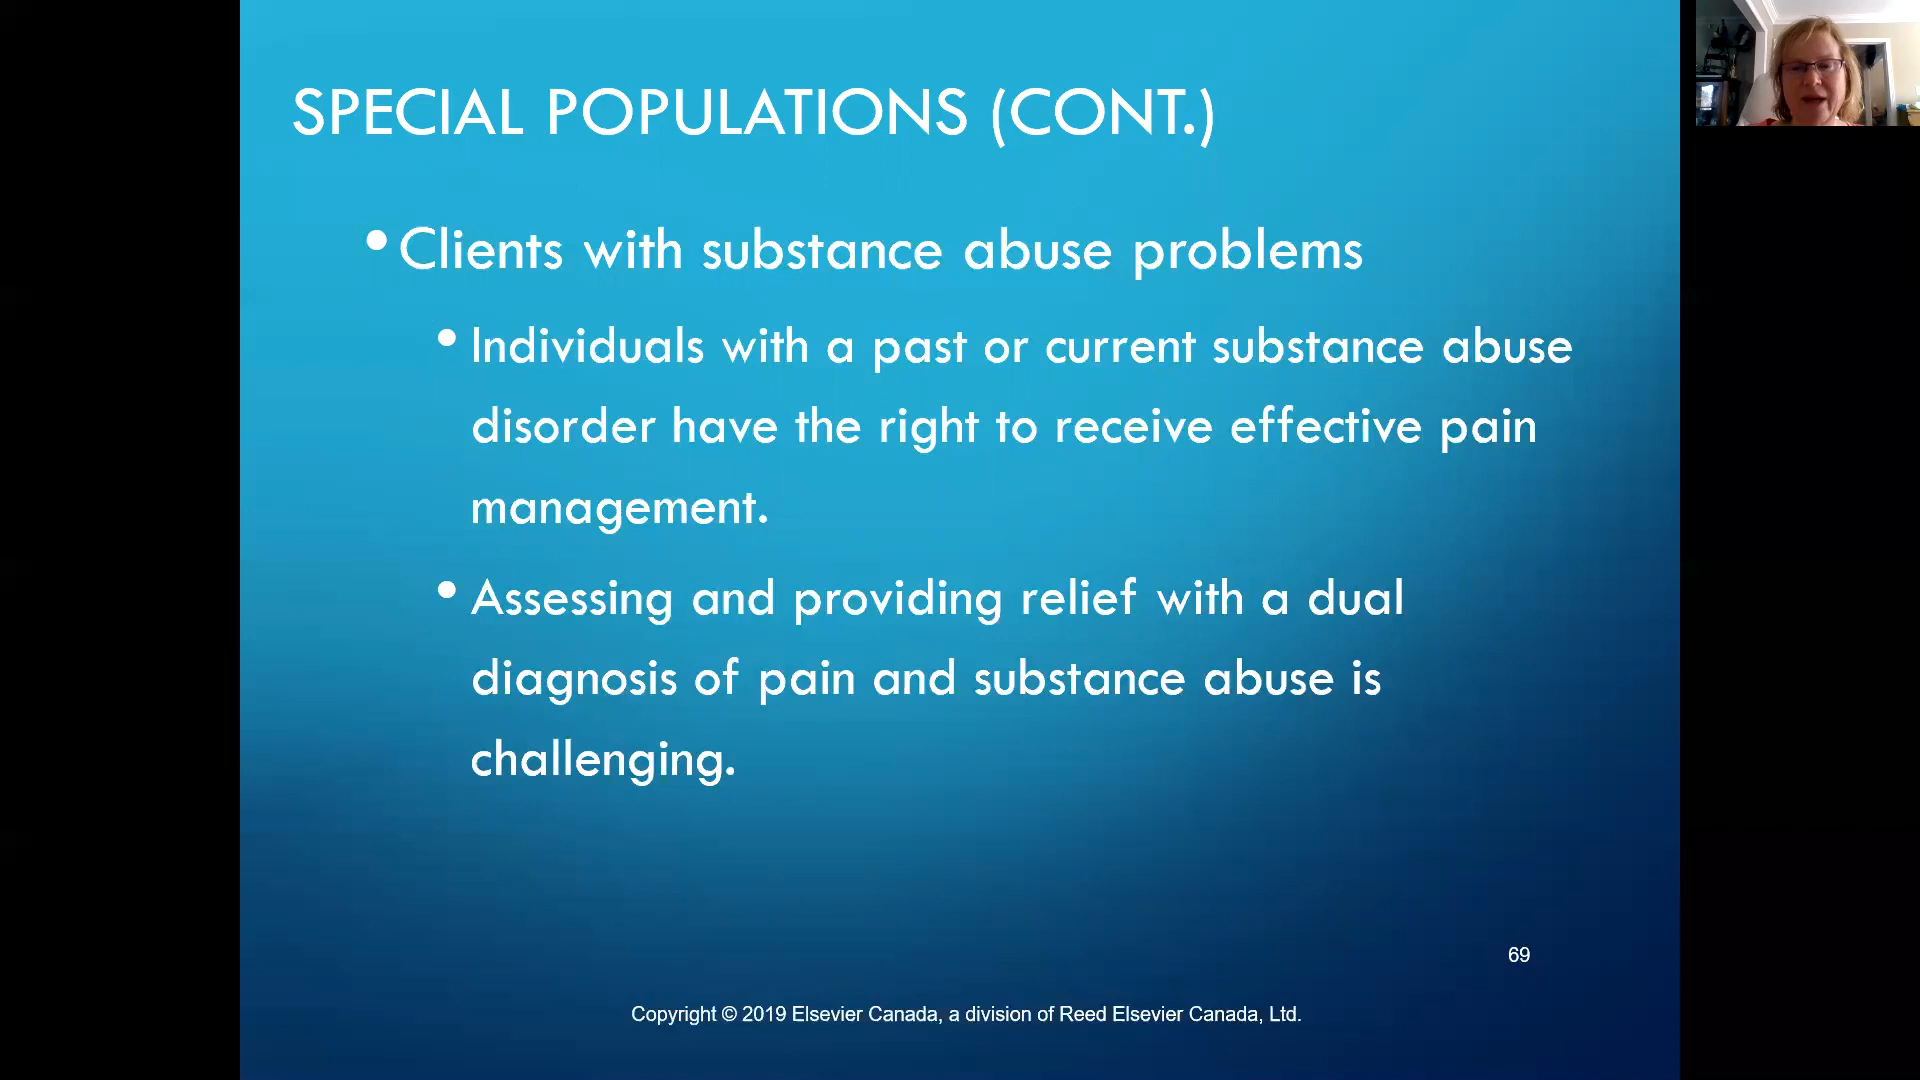 SPECIAL POPULATIONS (CONT.)
• Clients with substance abuse problems
• Individuals with a past or current substance abuse
disorder have the right to receive effective pain
management.
• Assessing and providing relief with a dual
diagnosis of pain and substance abuse is
challenging.
69
Copyright © 2019 Elsevier Canada, a division of Reed Elsevier Canada, Ltd.